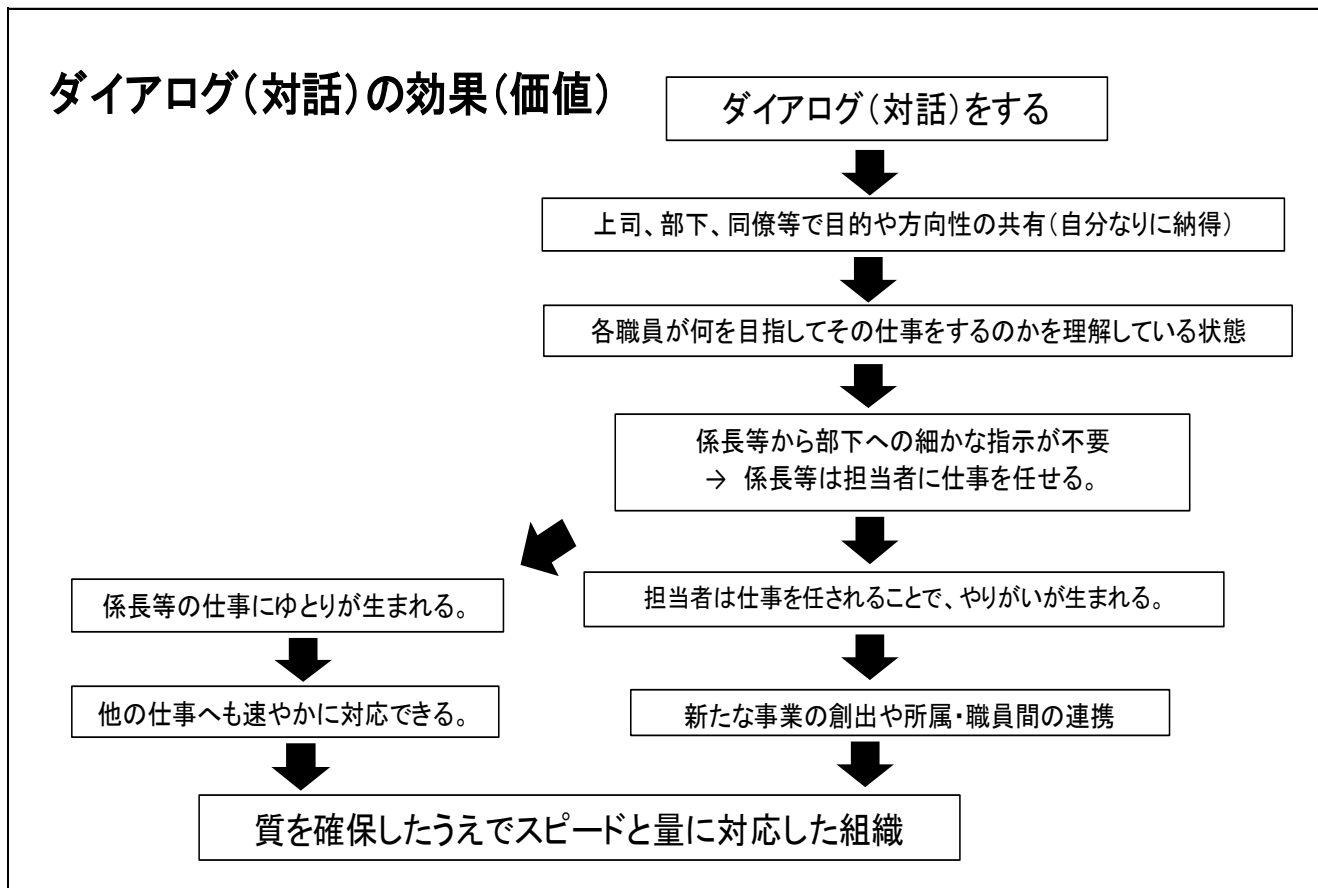 ダイアログ(対話)の効果(価値)
ダイアログ(対話)をする
上司、部下、同僚等で目的や方向性の共有(自分なりに納得)
各職員が何を目指してその仕事をするのかを理解している状態
係長等から部下への細かな指示が不要
→ 係長等は担当者に仕事を任せる。
係長等の仕事にゆとりが生まれる。
担当者は仕事を任されることで、やりがいが生まれる。
他の仕事へも速やかに対応できる。
新たな事業の創出や所属・職員間の連携
質を確保したうえでスピードと量に対応した組織